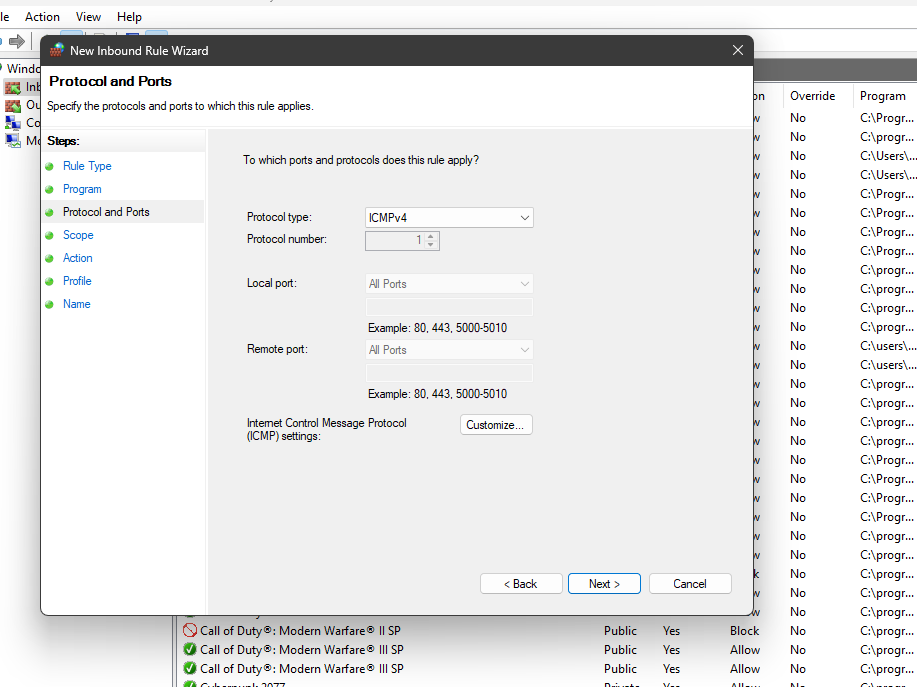 Action View Help
New Inbound Rule Wizard
Protocol and Ports
Specify the protocols and ports to which this rule applies.
Steps:
Rule Type
Program
Protocol and Ports
Scope
Action
Profile
Name
To which ports and protocols does this rule apply?
Protocol type: ICMPv4
Protocol number: 1
Local port: All Ports
Example: 80, 443, 5000-5010
Remote port: All Ports
Example: 80, 443, 5000-5010
Internet Control Message Protocol
(ICMP) settings:
Customize...
< Back Next > Cancel
Override Program
No C:\Progr...
No C:\progr...
No C:\Users\...
No C:\Users\...
No C:\Progr...
No C:\Progr...
No C:\Progr...
No C:\progr...
No C:\progr...
No C:\progr...
No C:\progr...
No C:\progr...
No C:\users\...
No C:\users\...
No C:\progr...
No C:\progr...
No C:\progr...
No C:\progr...
No C:\Progr...
No C:\Progr...
No C:\Progr...
No C:\Progr...
No C:\progr...
No C:\progr...
No C:\progr...
No C:\progr...
No C:\progr...
Call of Duty®: Modern Warfare® II SP Public Yes Block No C:\progr...
Call of Duty®: Modern Warfare® III SP Public Yes Allow No C:\progr...
Call of Duty®: Modern Warfare® III SP Public Yes Allow No C:\progr...
Cyberpunk 2077 Private Yes Allow No